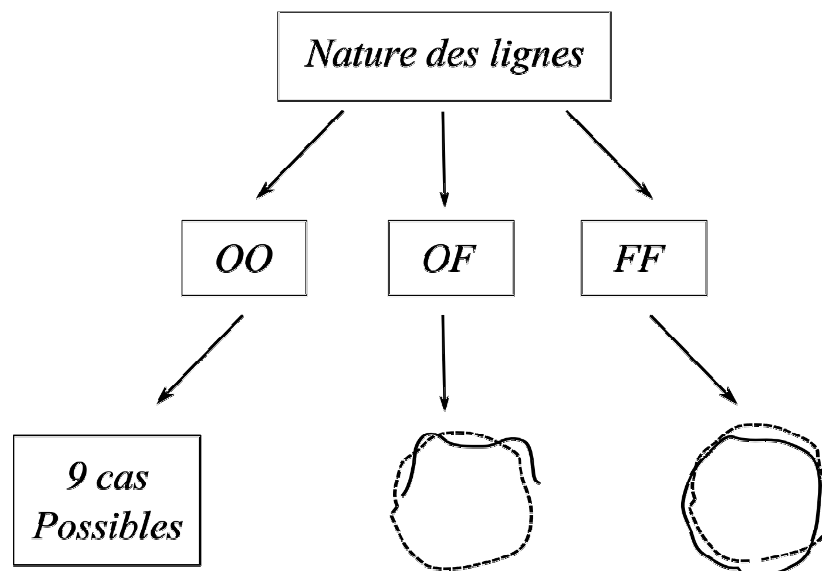 Nature des lignes
OO
OF
FF
9 cas
Possibles